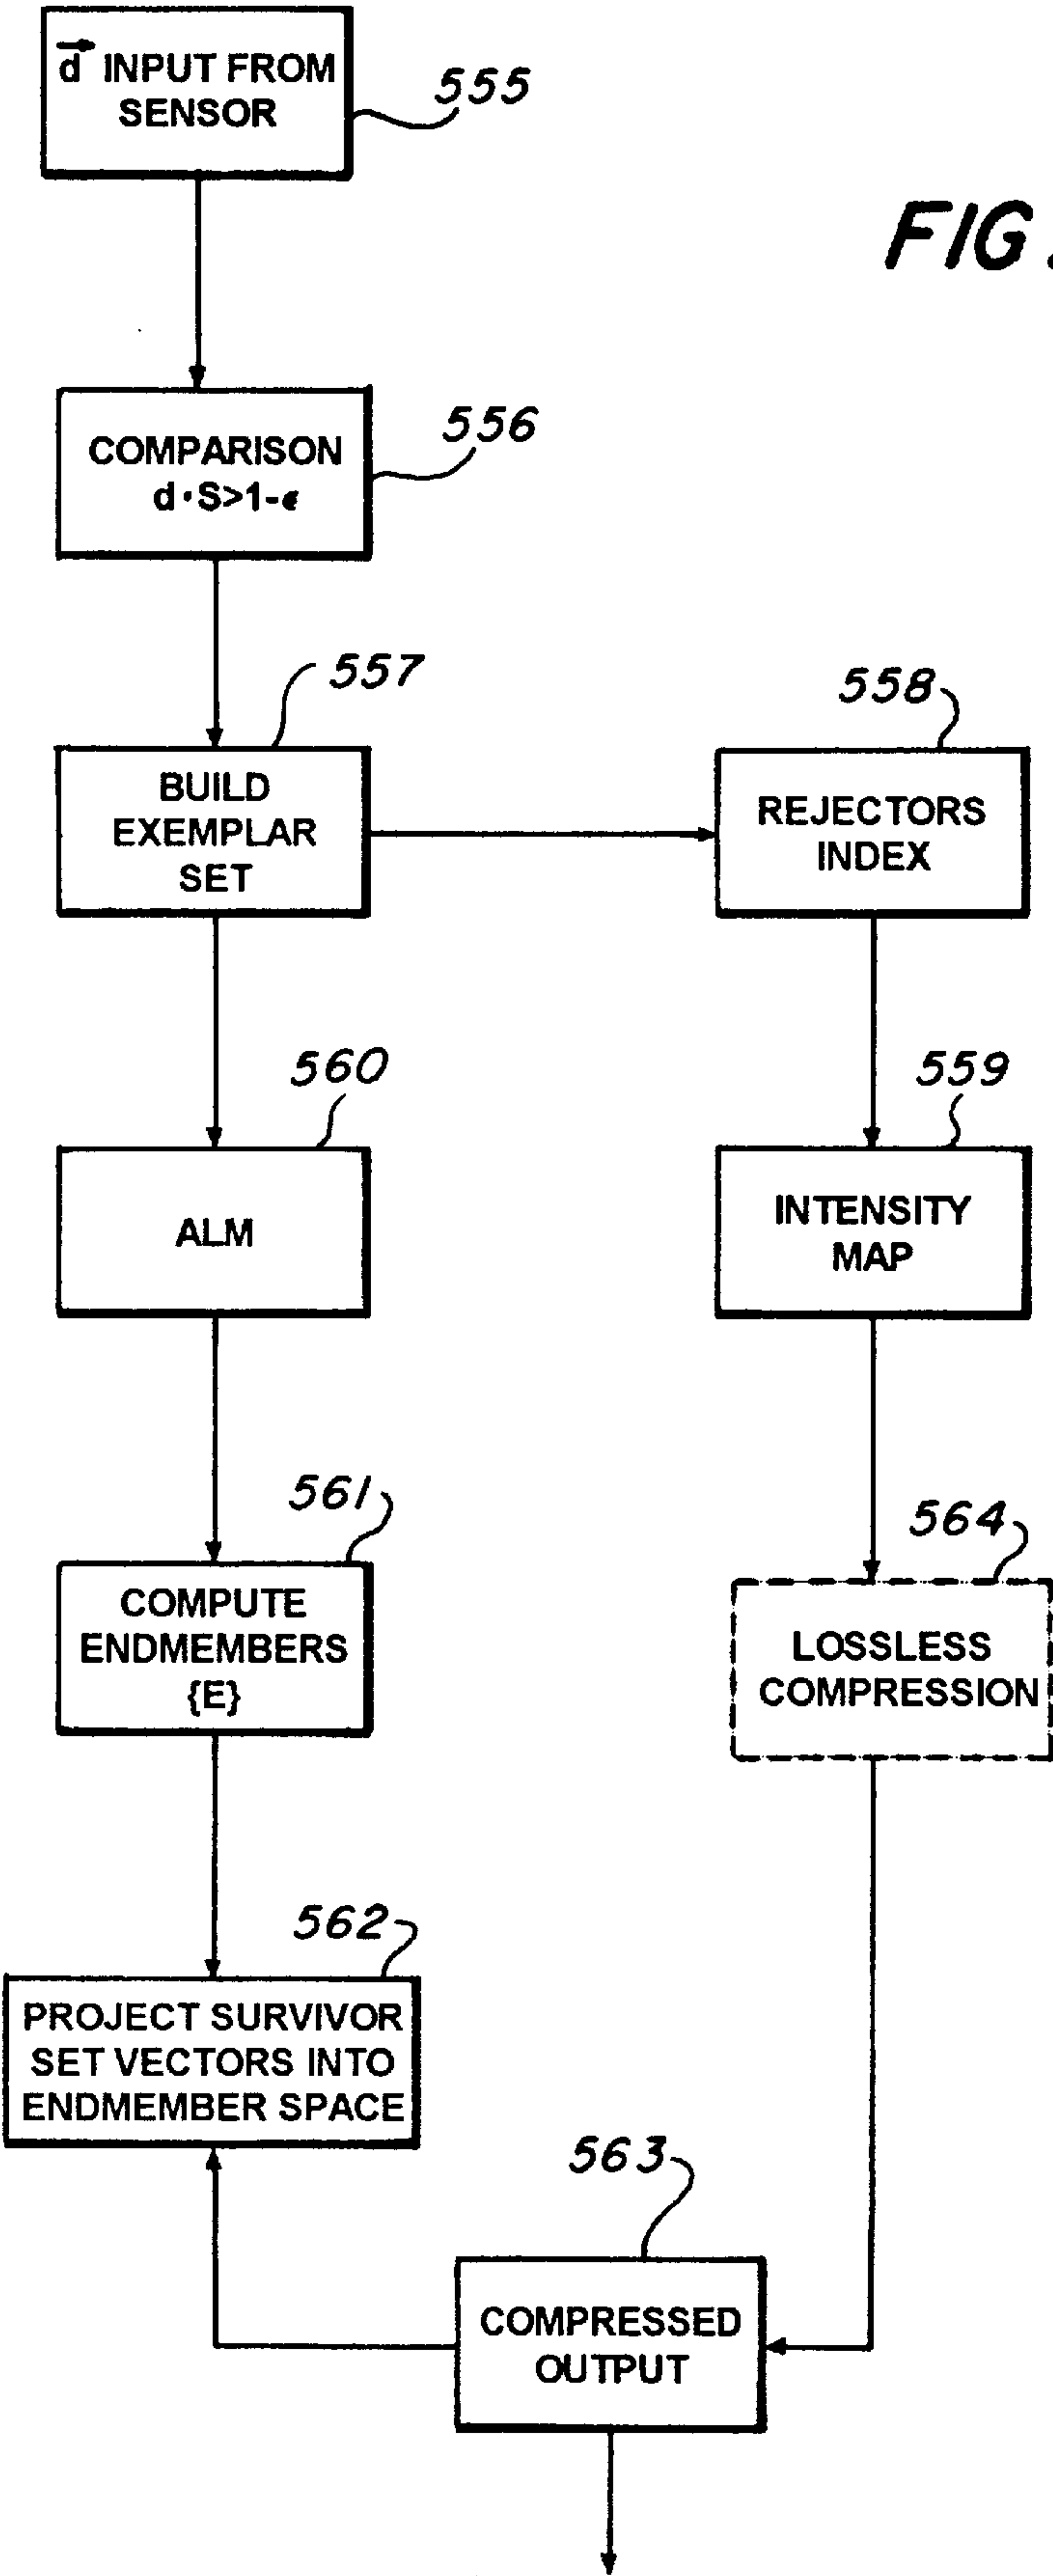 d INPUT FROM
SENSOR
555
FIG.
COMPARISON
d·S>1-ϵ
556
557
BUILD
EXEMPLAR
SET
558
REJECTORS
INDEX
560
ALM
559
INTENSITY
MAP
561
COMPUTE
ENDMEMBERS
{E}
564
LOSSLESS
COMPRESSION
562
PROJECT SURVIVOR
SET VECTORS INTO
ENDMEMBER SPACE
563
COMPRESSED
OUTPUT